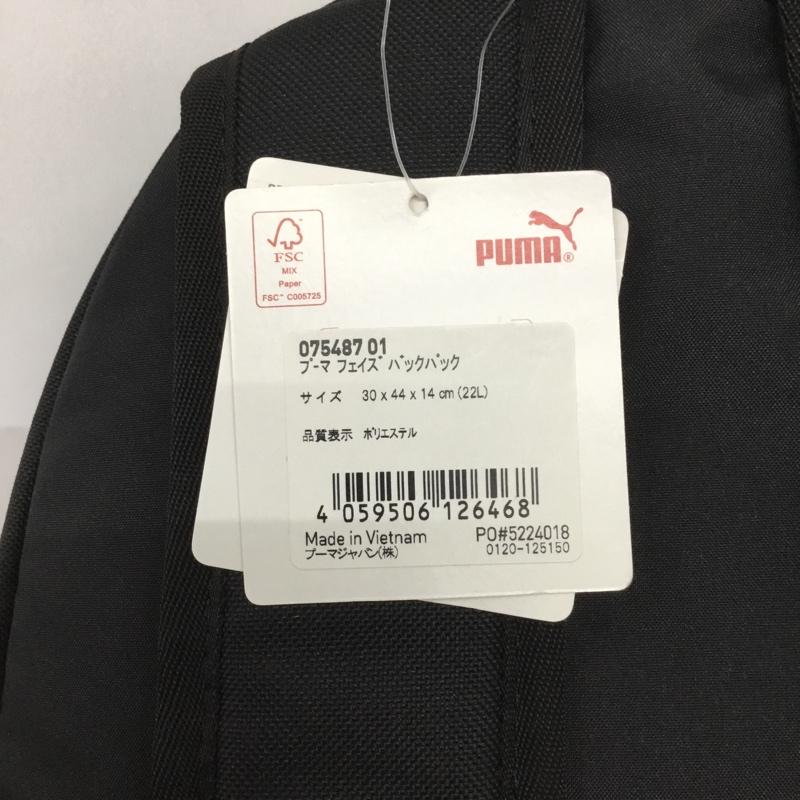 FSC
MIX
Paper
FSC™ C005725
PUMA®
075487 01
プーマ フェイズ バックパック
サイズ 30 x 44 x 14 cm (22L)
品質表示 ポリエステル
4 059506 126468
Made in Vietnam PO#5224018
プーマジャパン(株) 0120-125150